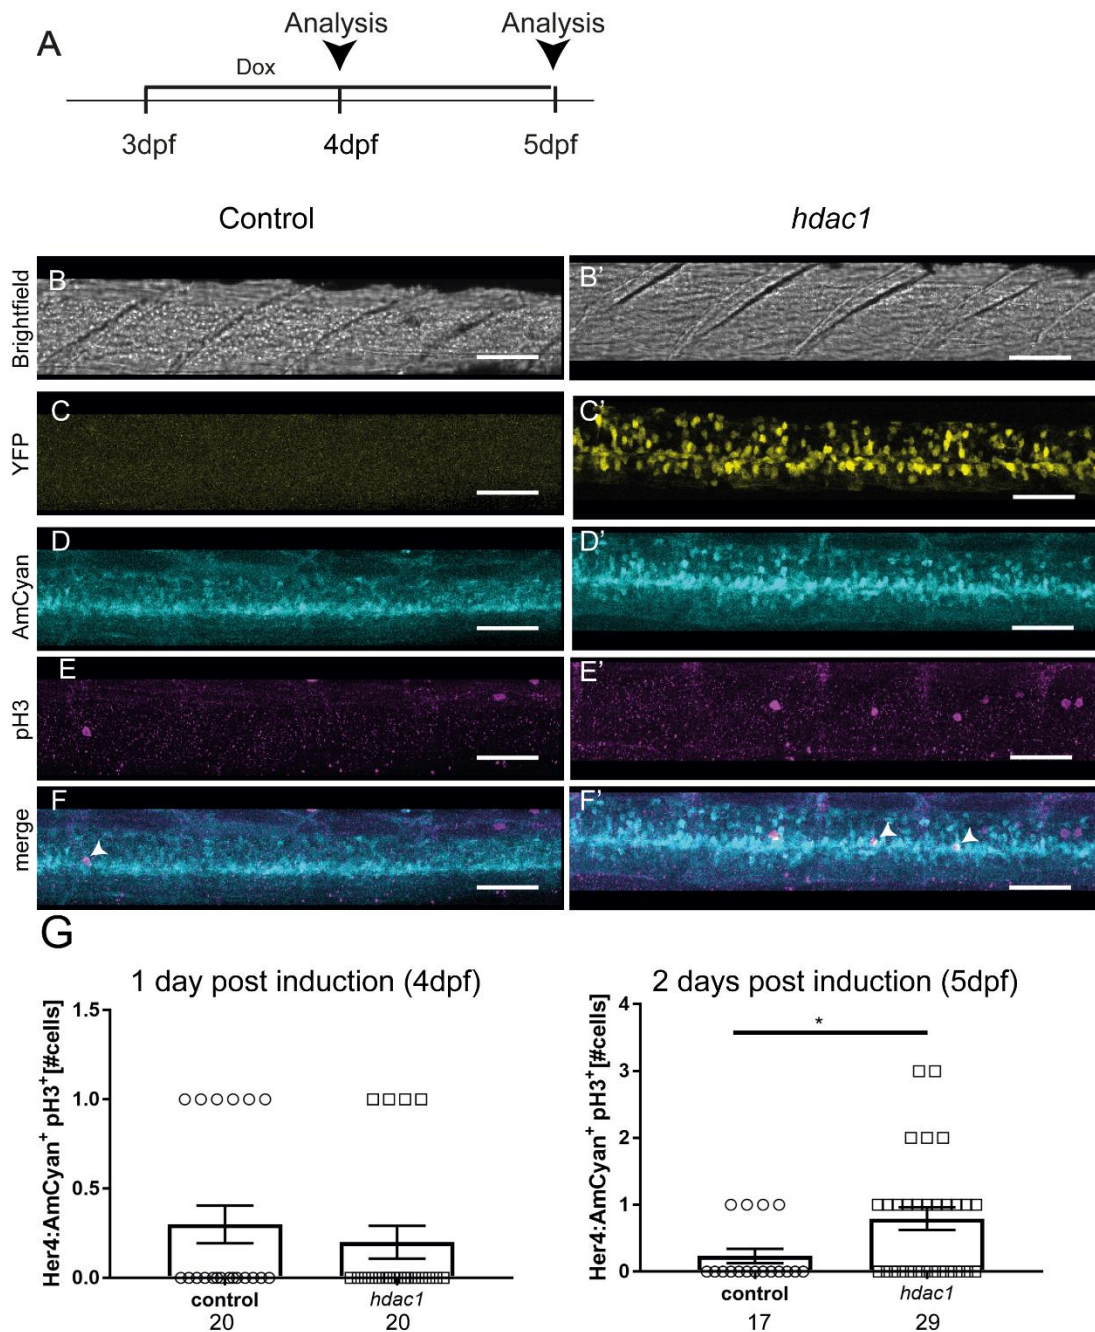 A
Analysis
Analysis
Dox
3dpf
4dpf
5dpf
Control
hdac1
Brightfield
B
B'
YFP
C
C'
AmCyan
D
D'
pH3
E
E'
merge
F
F'
G
1 day post induction (4dpf)
Her4:AmCyan+ pH3+[#cells]
1.5
1.0
0.5
0.0
control
hdac1
20
20
2 days post induction (5dpf)
Her4:AmCyan+ pH3+[#cells]
4
3
2
1
0
*
control
hdac1
17
29